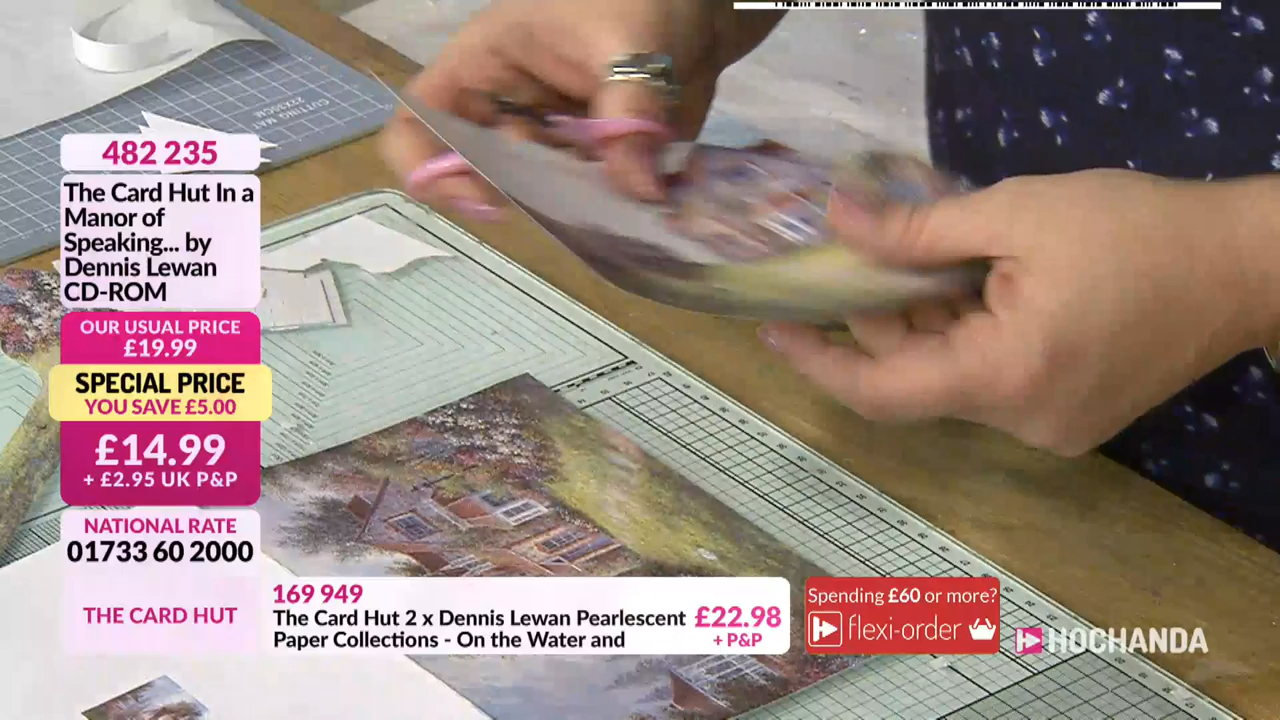 CUTTING MA
22X30CM
482 235
The Card Hut In a
Manor of
Speaking... by
Dennis Lewan
CD-ROM
OUR USUAL PRICE
£19.99
SPECIAL PRICE
YOU SAVE £5.00
£14.99
+ £2.95 UK P&P
NATIONAL RATE
01733 60 2000
THE CARD HUT
169 949
The Card Hut 2 x Dennis Lewan Pearlescent
Paper Collections - On the Water and
£22.98
+ P&P
Spending £60 or more?
flexi-order
HOCHANDA